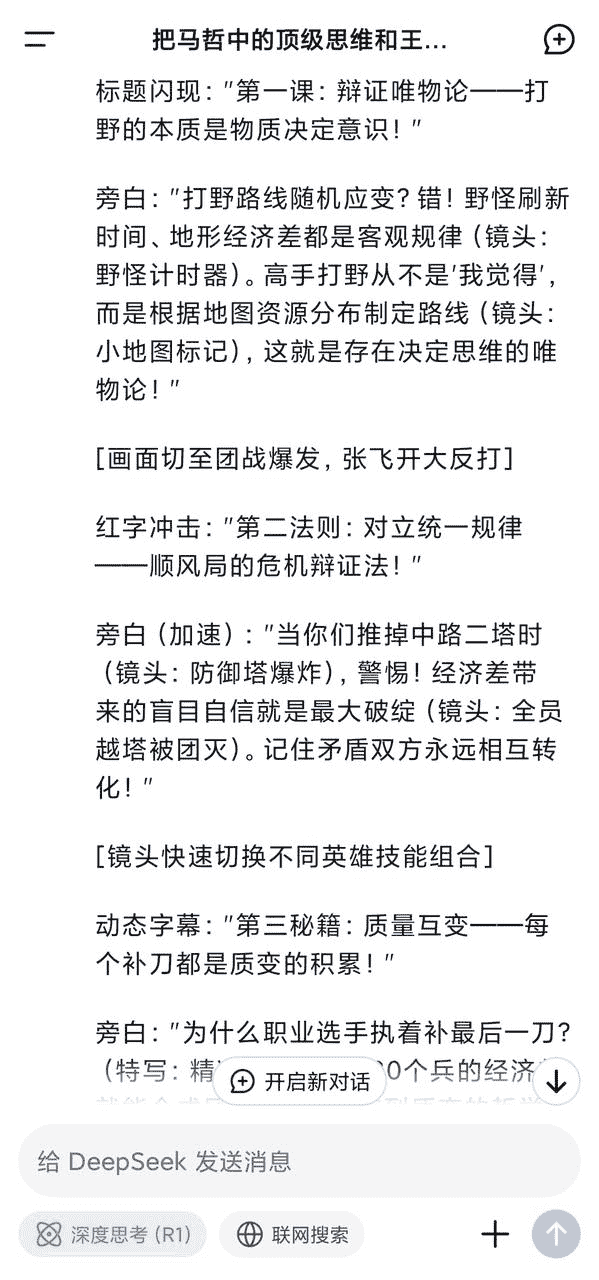 把马哲中的顶级思维和王...
标题闪现："第一课：辩证唯物论——打
野的本质是物质决定意识！"
旁白："打野路线随机应变？错！野怪刷新
时间、地形经济差都是客观规律（镜头：
野怪计时器）。高手打野从不是'我觉得'，
而是根据地图资源分布制定路线（镜头：
小地图标记），这就是存在决定思维的唯
物论！"
[画面切至团战爆发，张飞开大反打]
红字冲击："第二法则：对立统一规律
——顺风局的危机辩证法！"
旁白（加速）："当你们推掉中路二塔时
（镜头：防御塔爆炸），警惕！经济差带
来的盲目自信就是最大破绽（镜头：全员
越塔被团灭）。记住矛盾双方永远相互转
化！"
[镜头快速切换不同英雄技能组合]
动态字幕："第三秘籍：质量互变——每
个补刀都是质变的积累！"
旁白："为什么职业选手执着补最后一刀？
（特写：精 0个兵的经济
开启新对话
给 DeepSeek 发送消息
深度思考 (R1) 联网搜索